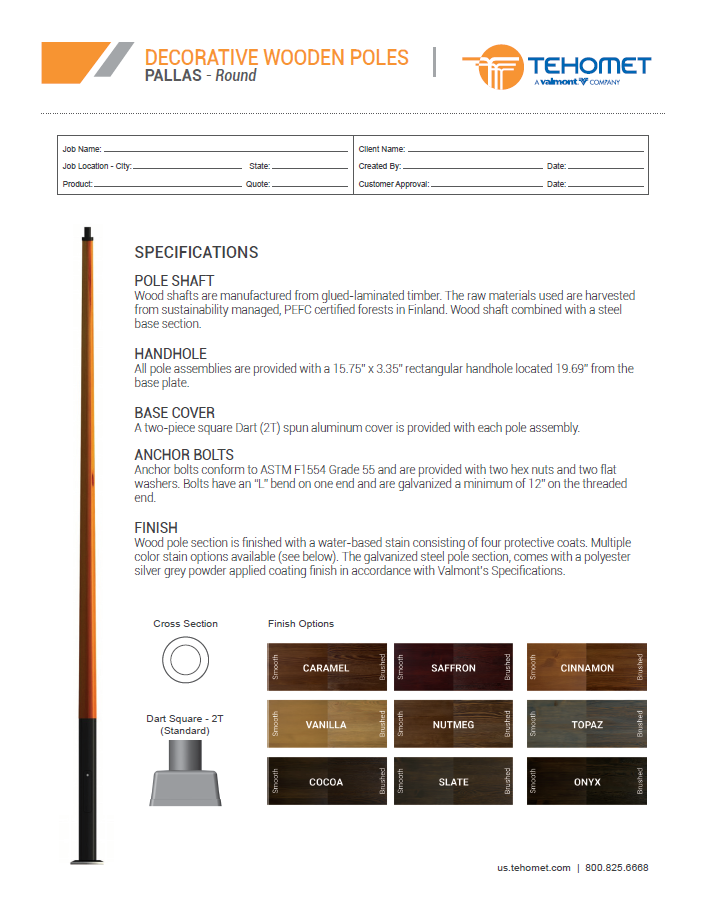 DECORATIVE WOODEN POLES
PALLAS - Round
TEHOMET
A valmont COMPANY
Job Name:
Client Name:
Job Location - City:
State:
Created By:
Date:
Product:
Quote:
Customer Approval:
Date:
SPECIFICATIONS
POLE SHAFT
Wood shafts are manufactured from glued-laminated timber. The raw materials used are harvested
from sustainability managed, PEFC certified forests in Finland. Wood shaft combined with a steel
base section.
HANDHOLE
All pole assemblies are provided with a 15.75" x 3.35" rectangular handhole located 19.69" from the
base plate.
BASE COVER
A two-piece square Dart (2T) spun aluminum cover is provided with each pole assembly.
ANCHOR BOLTS
Anchor bolts conform to ASTM F1554 Grade 55 and are provided with two hex nuts and two flat
washers. Bolts have an "L" bend on one end and are galvanized a minimum of 12" on the threaded
end.
FINISH
Wood pole section is finished with a water-based stain consisting of four protective coats. Multiple
color stain options available (see below). The galvanized steel pole section, comes with a polyester
silver grey powder applied coating finish in accordance with Valmont's Specifications.
Cross Section
Dart Square - 2T
(Standard)
Finish Options
Smooth CARAMEL Brushed
Smooth SAFFRON Brushed
Smooth CINNAMON Brushed
Smooth VANILLA Brushed
Smooth NUTMEG Brushed
Smooth TOPAZ Brushed
Smooth COCOA Brushed
Smooth SLATE Brushed
Smooth ONYX Brushed
us.tehomet.com | 800.825.6668